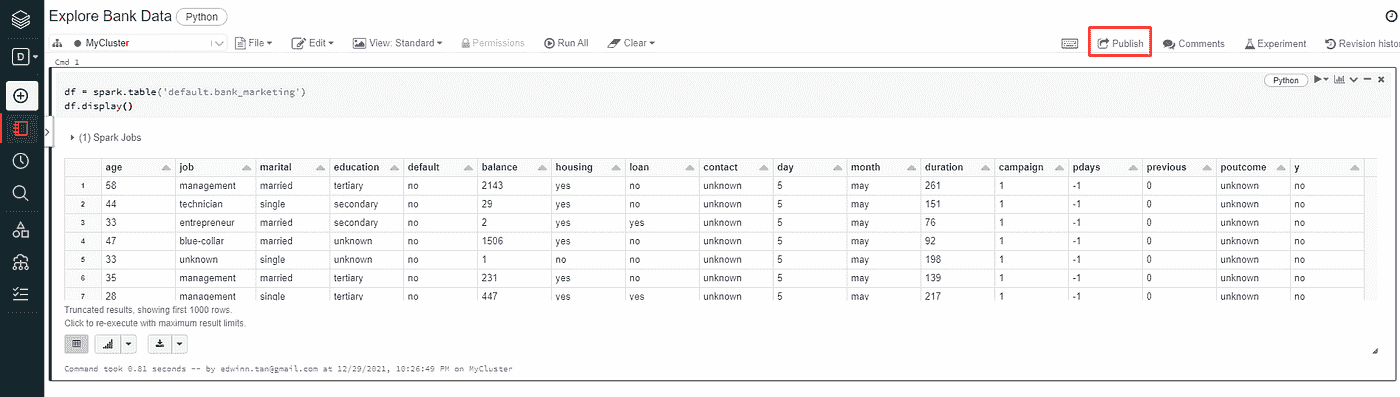 Explore Bank Data Python
D MyCluster File Edit View: Standard Permissions Run All Clear Publish Comments Experiment Revision histo
Cmd 1
Python
df = spark.table('default.bank_marketing')
df.display()
(1) Spark Jobs
age job marital education default balance housing loan contact day month duration campaign pdays previous poutcome y
1 58 management married tertiary no 2143 yes no unknown 5 may 261 1 -1 0 unknown no
2 44 technician single secondary no 29 yes no unknown 5 may 151 1 -1 0 unknown no
3 33 entrepreneur married secondary no 2 yes yes unknown 5 may 76 1 -1 0 unknown no
4 47 blue-collar married unknown no 1506 yes no unknown 5 may 92 1 -1 0 unknown no
5 33 unknown single unknown no 1 no no unknown 5 may 198 1 -1 0 unknown no
6 35 management married tertiary no 231 yes no unknown 5 may 139 1 -1 0 unknown no
7 28 management single tertiary no 447 yes yes unknown 5 may 217 1 -1 0 unknown no
Truncated results, showing first 1000 rows.
Click to re-execute with maximum result limits.
Command took 0.81 seconds -- by edwinn.tan@gmail.com at 12/29/2021, 10:26:49 PM on MyCluster